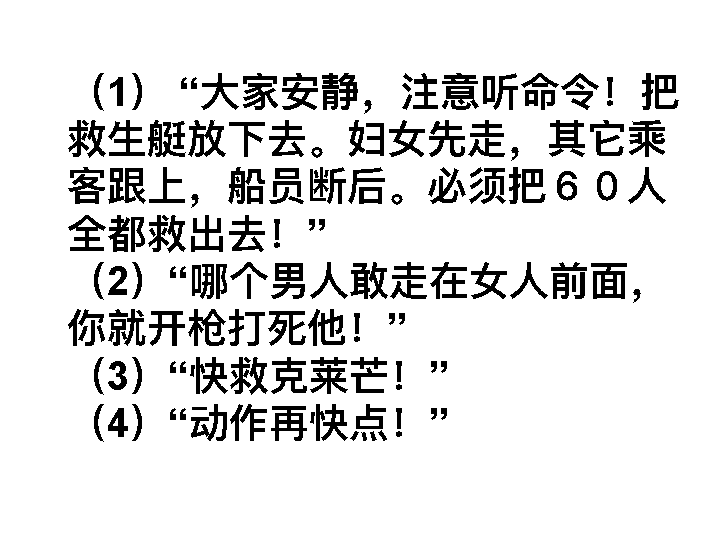 （1）“大家安静，注意听命令！把
救生艇放下去。妇女先走，其它乘
客跟上，船员断后。必须把６０人
全都救出去！”
（2）“哪个男人敢走在女人前面，
你就开枪打死他！”
（3）“快救克莱芒！”
（4）“动作再快点！”